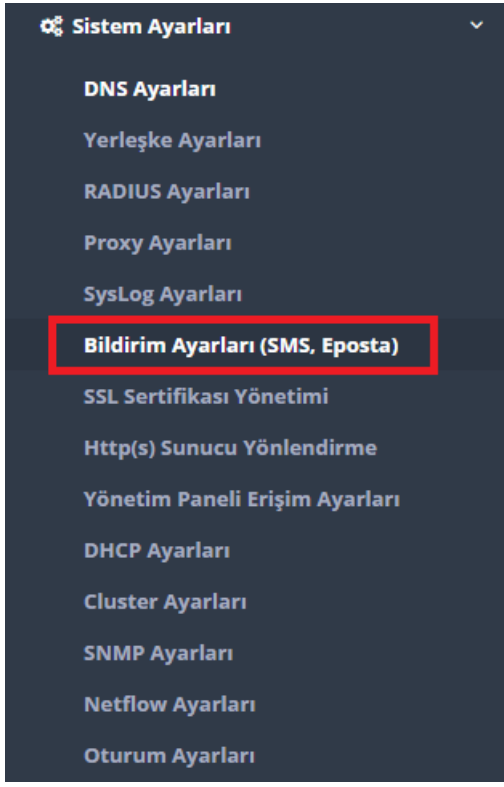 Sistem Ayarları
DNS Ayarları
Yerleşke Ayarları
RADIUS Ayarları
Proxy Ayarları
SysLog Ayarları
Bildirim Ayarları (SMS, Eposta)
SSL Sertifikası Yönetimi
Http(s) Sunucu Yönlendirme
Yönetim Paneli Erişim Ayarları
DHCP Ayarları
Cluster Ayarları
SNMP Ayarları
Netflow Ayarları
Oturum Ayarları